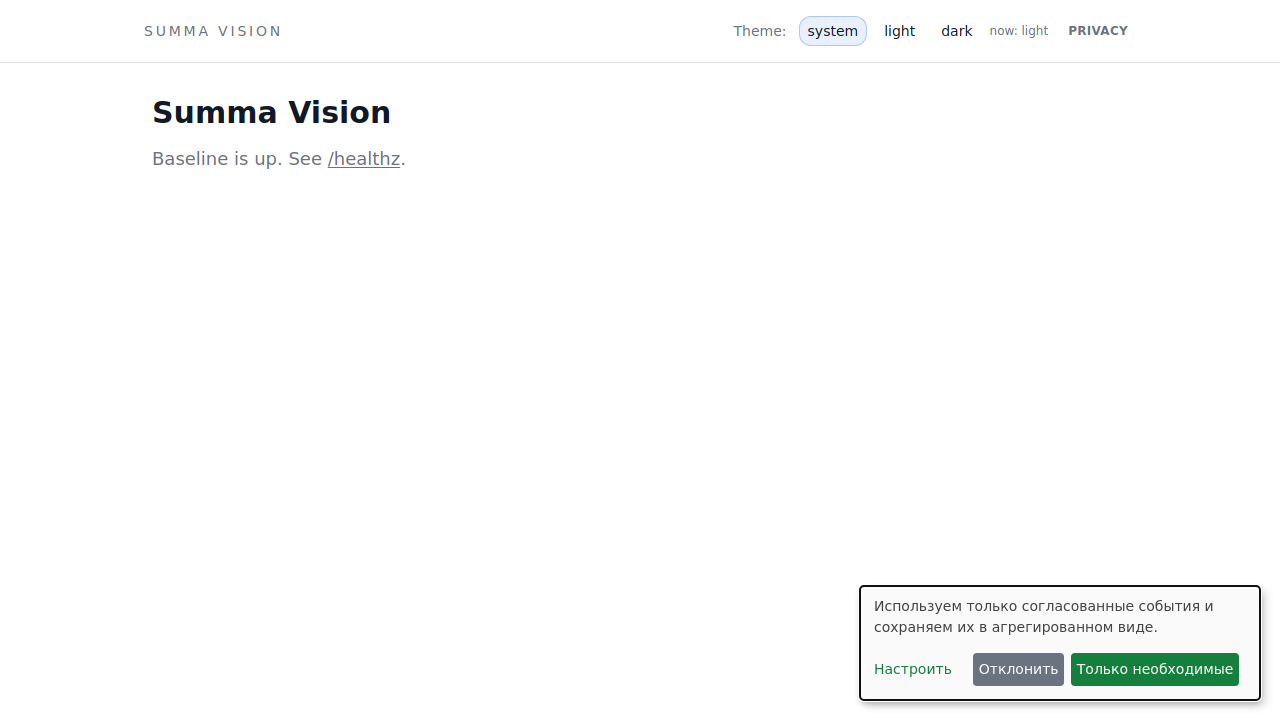 SUMMA VISION
Theme: system light dark now: light PRIVACY
Summa Vision
Baseline is up. See /healthz.
Используем только согласованные события и
сохраняем их в агрегированном виде.
Настроить Отклонить Только необходимые